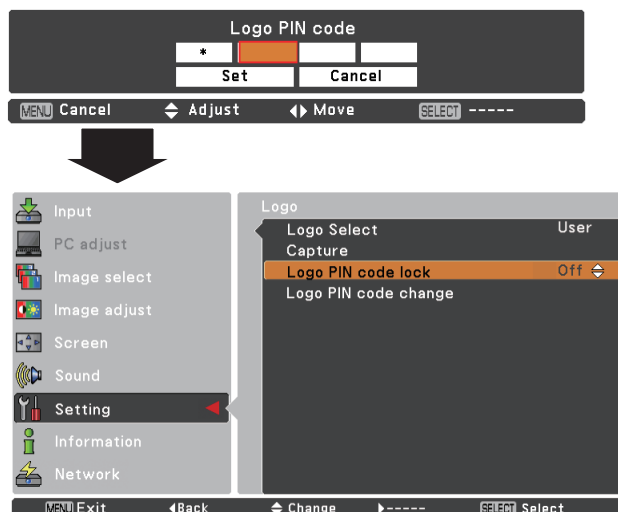 Logo PIN code
*
Set Cancel
MENU Cancel Adjust Move SELECT -----
Input
PC adjust
Image select
Image adjust
Screen
Sound
Setting
Information
Network
Logo
Logo Select User
Capture
Logo PIN code lock Off
Logo PIN code change
MENU Exit Back Change ----- SELECT Select